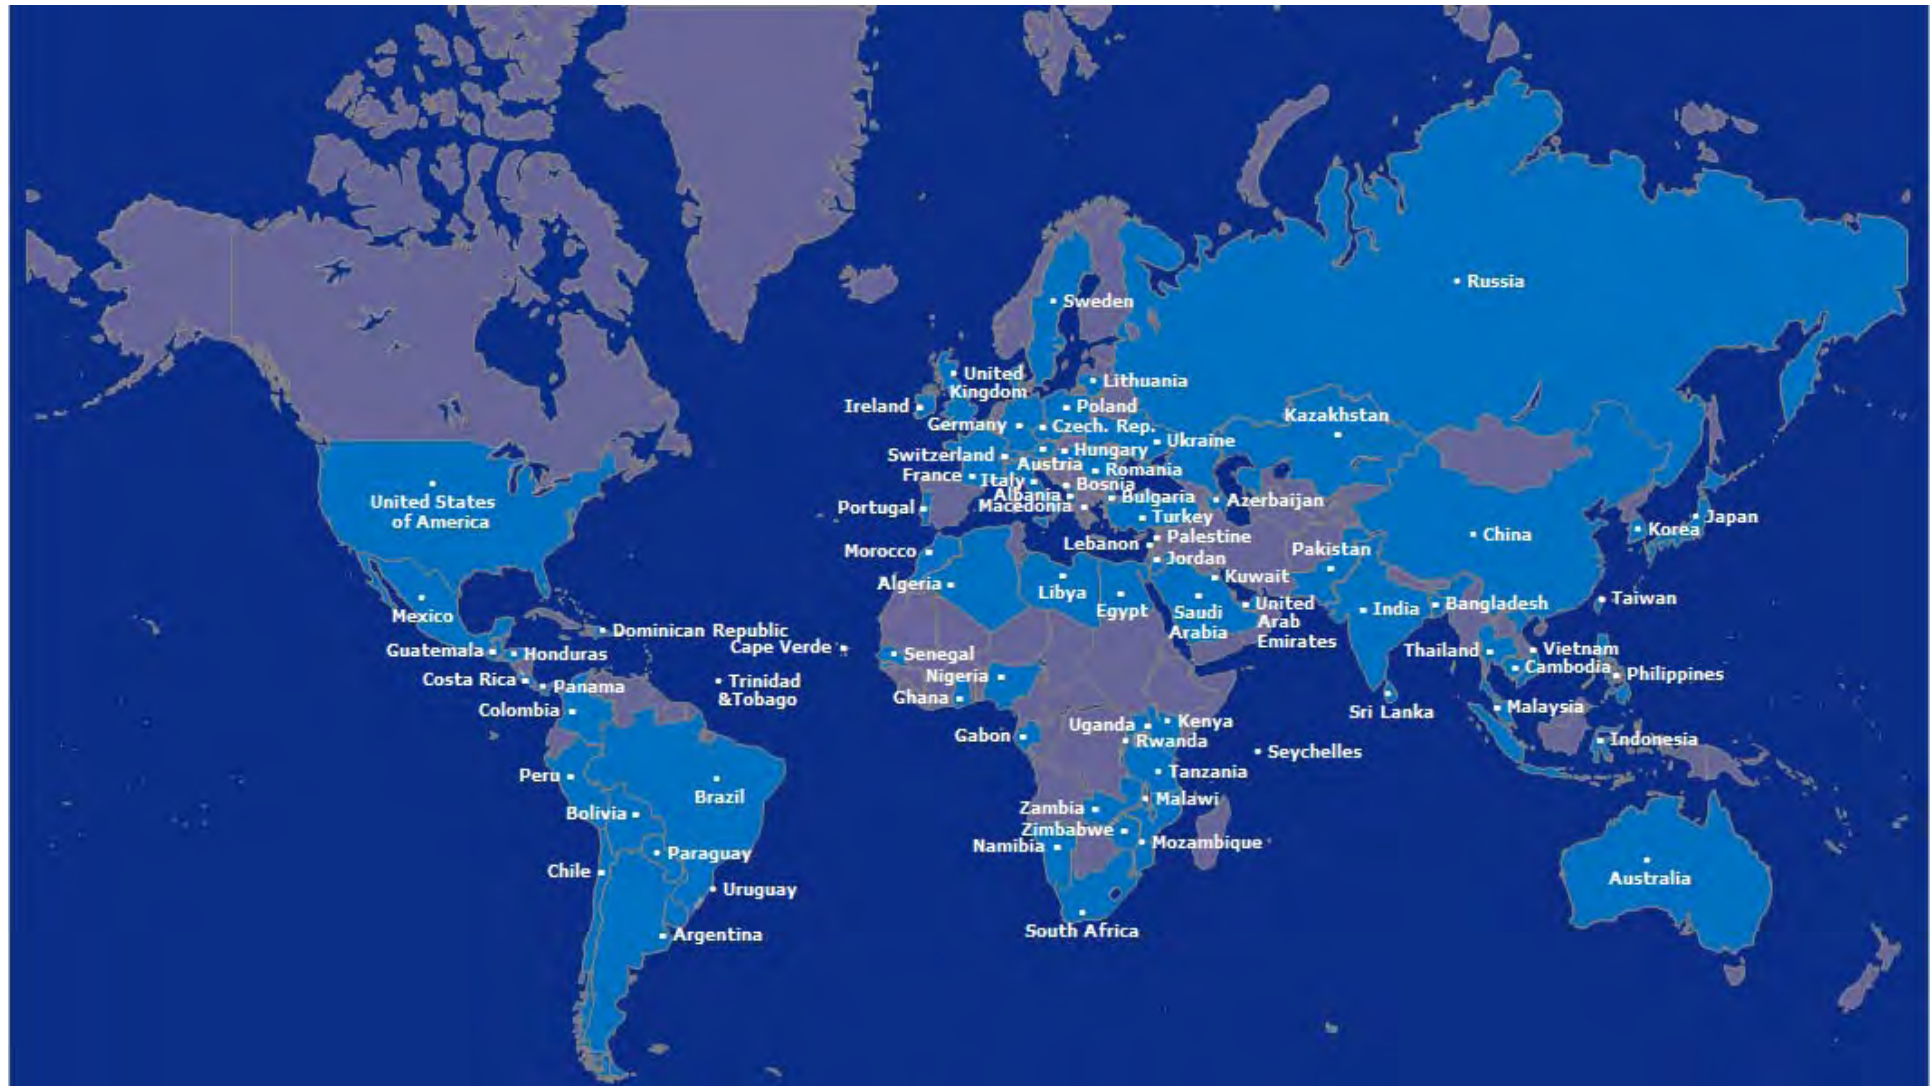 Russia
Sweden
United
Kingdom
Lithuania
Ireland
Poland
Germany
Czech. Rep.
Kazakhstan
Ukraine
Switzerland
Hungary
Austria
Romania
France
Italy
Bosnia
Albania
Bulgaria
Azerbaijan
Macedonia
Portugal
Turkey
United States
of America
Japan
Korea
China
Palestine
Lebanon
Pakistan
Morocco
Jordan
Kuwait
Algeria
Libya
Egypt
Saudi
Arabia
United
Arab
Emirates
India
Bangladesh
Taiwan
Mexico
Dominican Republic
Cape Verde
Guatemala
Honduras
Senegal
Thailand
Vietnam
Cambodia
Philippines
Costa Rica
Panama
Trinidad
&Tobago
Nigeria
Ghana
Colombia
Sri Lanka
Malaysia
Uganda
Kenya
Gabon
Rwanda
Indonesia
Seychelles
Peru
Tanzania
Brazil
Malawi
Bolivia
Zambia
Zimbabwe
Namibia
Mozambique
Paraguay
Chile
Australia
Uruguay
South Africa
Argentina